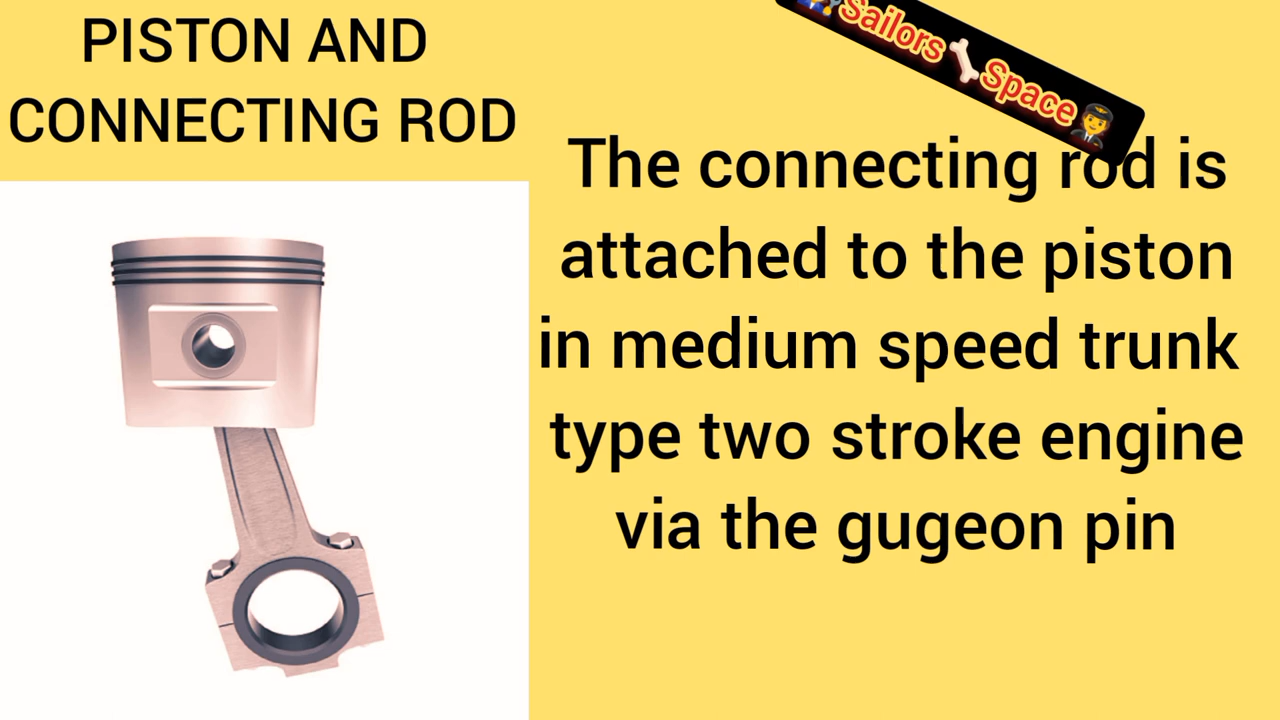 PISTON AND
CONNECTING ROD
Sailors Space
The connecting rod is
attached to the piston
in medium speed trunk
type two stroke engine
via the gugeon pin